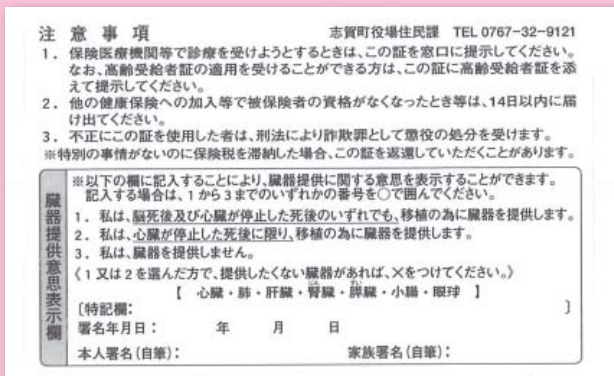 注意事項 志賀町役場住民課 TEL 0767-32-9121
1. 保険医療機関等で診療を受けようとするときは、この証を窓口に提示してください。
なお、高齢受給者証の適用を受けることができる方は、この証に高齢受給者証を添
えて提示してください。
2. 他の健康保険への加入等で被保険者の資格がなくなったとき等は、14日以内に届
け出てください。
3. 不正にこの証を使用した者は、刑法により詐欺罪として懲役の処分を受けます。
※特別の事情がないのに保険税を滞納した場合、この証を返還していただくことがあります。
臓器提供意思表示欄
※以下の欄に記入することにより、臓器提供に関する意思を表示することができます。
記入する場合は、1から3までのいずれかの番号を○で囲んでください。
1. 私は、脳死後及び心臓が停止した死後のいずれでも、移植の為に臓器を提供します。
2. 私は、心臓が停止した死後に限り、移植の為に臓器を提供します。
3. 私は、臓器を提供しません。
《1又は2を選んだ方で、提供したくない臓器があれば、×をつけてください。》
【 心臓・肺・肝臓・腎臓・膵臓・小腸・眼球 】
じん すい
〔特記欄: 〕
署名年月日: 年 月 日
本人署名(自筆): 家族署名(自筆):